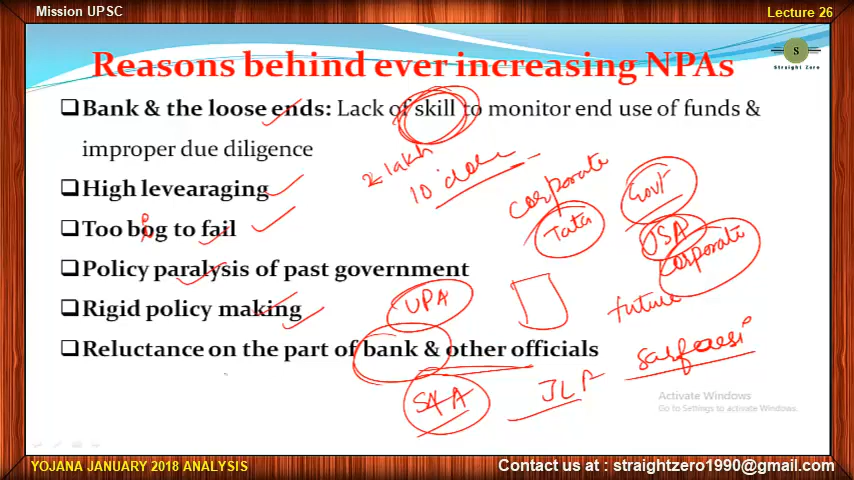 Mission UPSC
Lecture 26
Reasons behind ever increasing NPAs
S
Straight Zero
❑Bank & the loose ends: Lack of skill to monitor end use of funds &
improper due diligence
2 lakh
10
corporate
Govt
❑High levearaging
❑Too bog to fail
Tata
USA
corporate
❑Policy paralysis of past government
UPA
future
❑Rigid policy making
❑Reluctance on the part of bank & other officials
sarfaesi
JLF
Activate Windows
Go to Settings to activate Windows.
YOJANA JANUARY 2018 ANALYSIS
Contact us at : straightzero1990@gmail.com